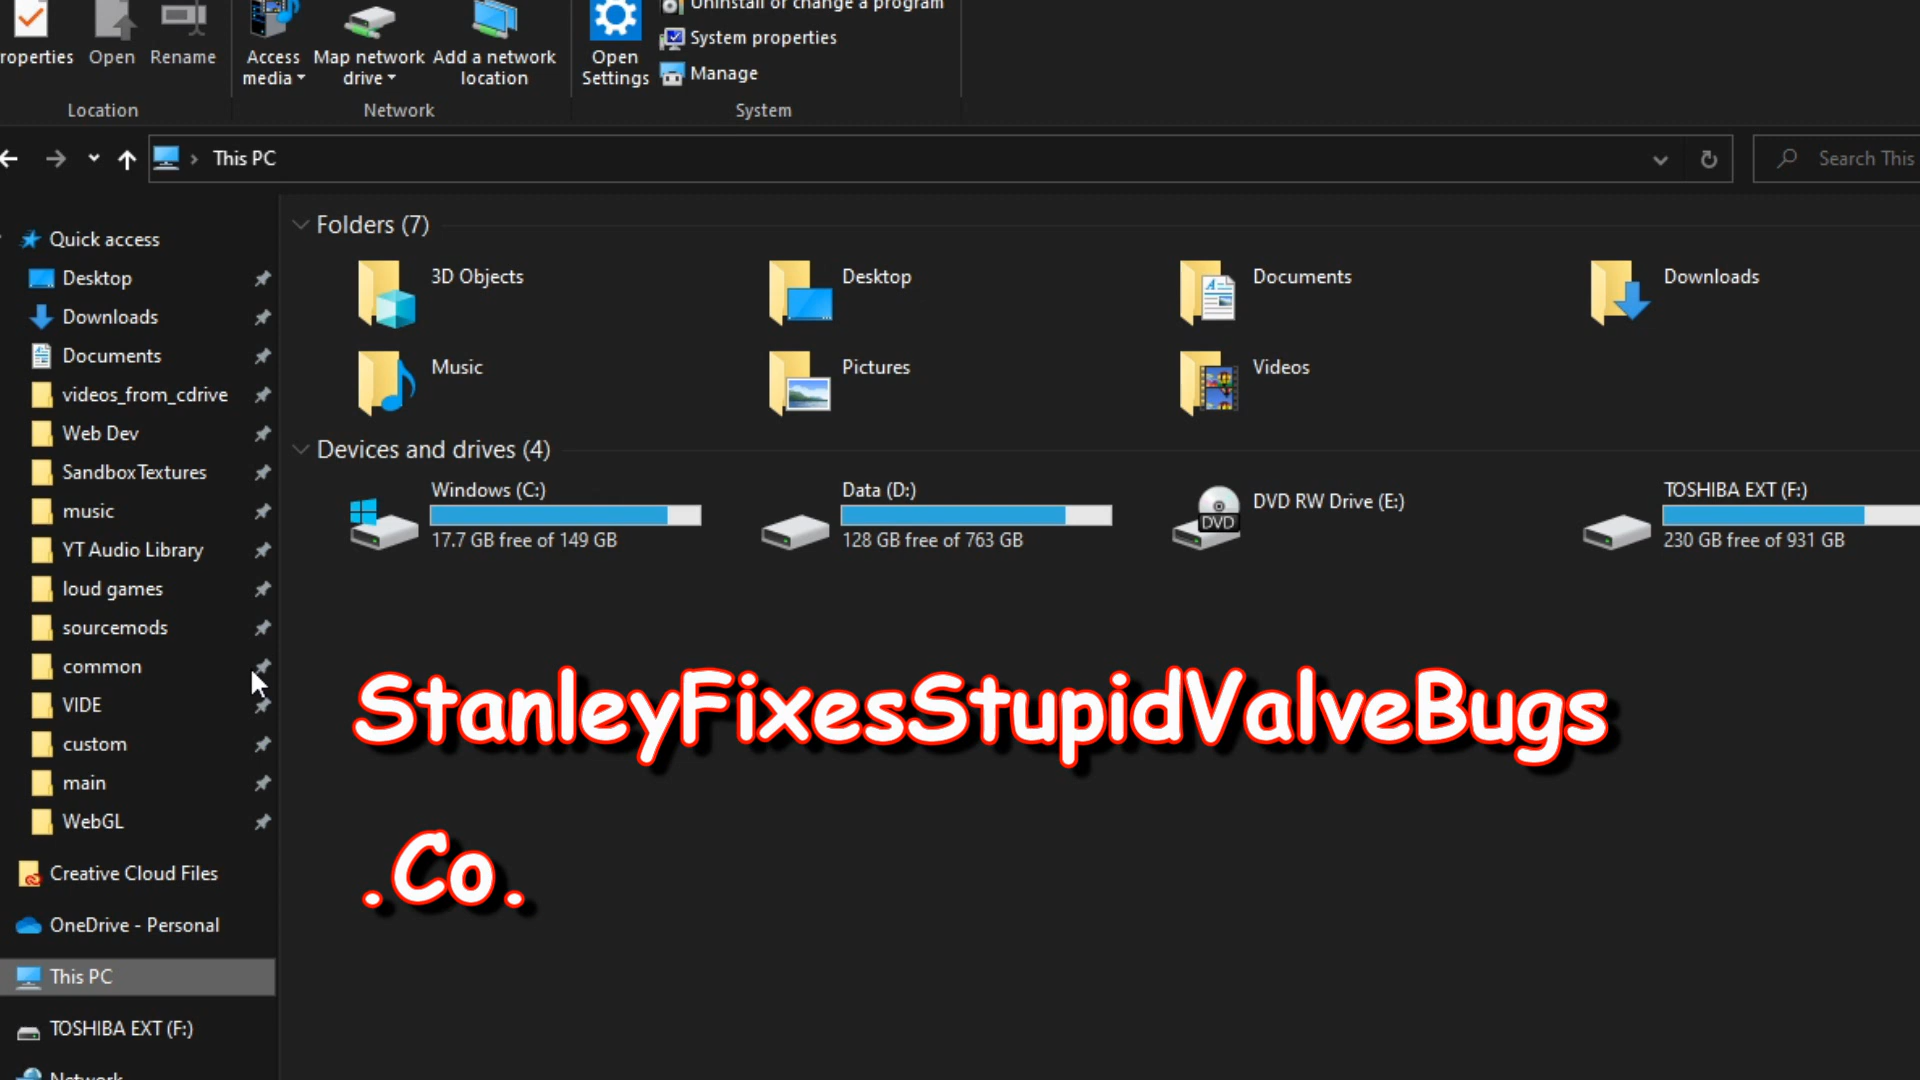 Uninstall or change a program
System properties
Manage
roperties
Open
Rename
Access media
Map network drive
Add a network location
Open Settings
Location
Network
System
This PC
Search This
Quick access
Desktop
Downloads
Documents
videos_from_cdrive
Web Dev
SandboxTextures
music
YT Audio Library
loud games
sourcemods
common
VIDE
custom
main
WebGL
Creative Cloud Files
OneDrive - Personal
This PC
TOSHIBA EXT (F:)
Network
Folders (7)
3D Objects
Desktop
Documents
Downloads
Music
Pictures
Videos
Devices and drives (4)
Windows (C:)
17.7 GB free of 149 GB
Data (D:)
128 GB free of 763 GB
DVD RW Drive (E:)
DVD
TOSHIBA EXT (F:)
230 GB free of 931 GB
StanleyFixesStupidValveBugs
.Co.